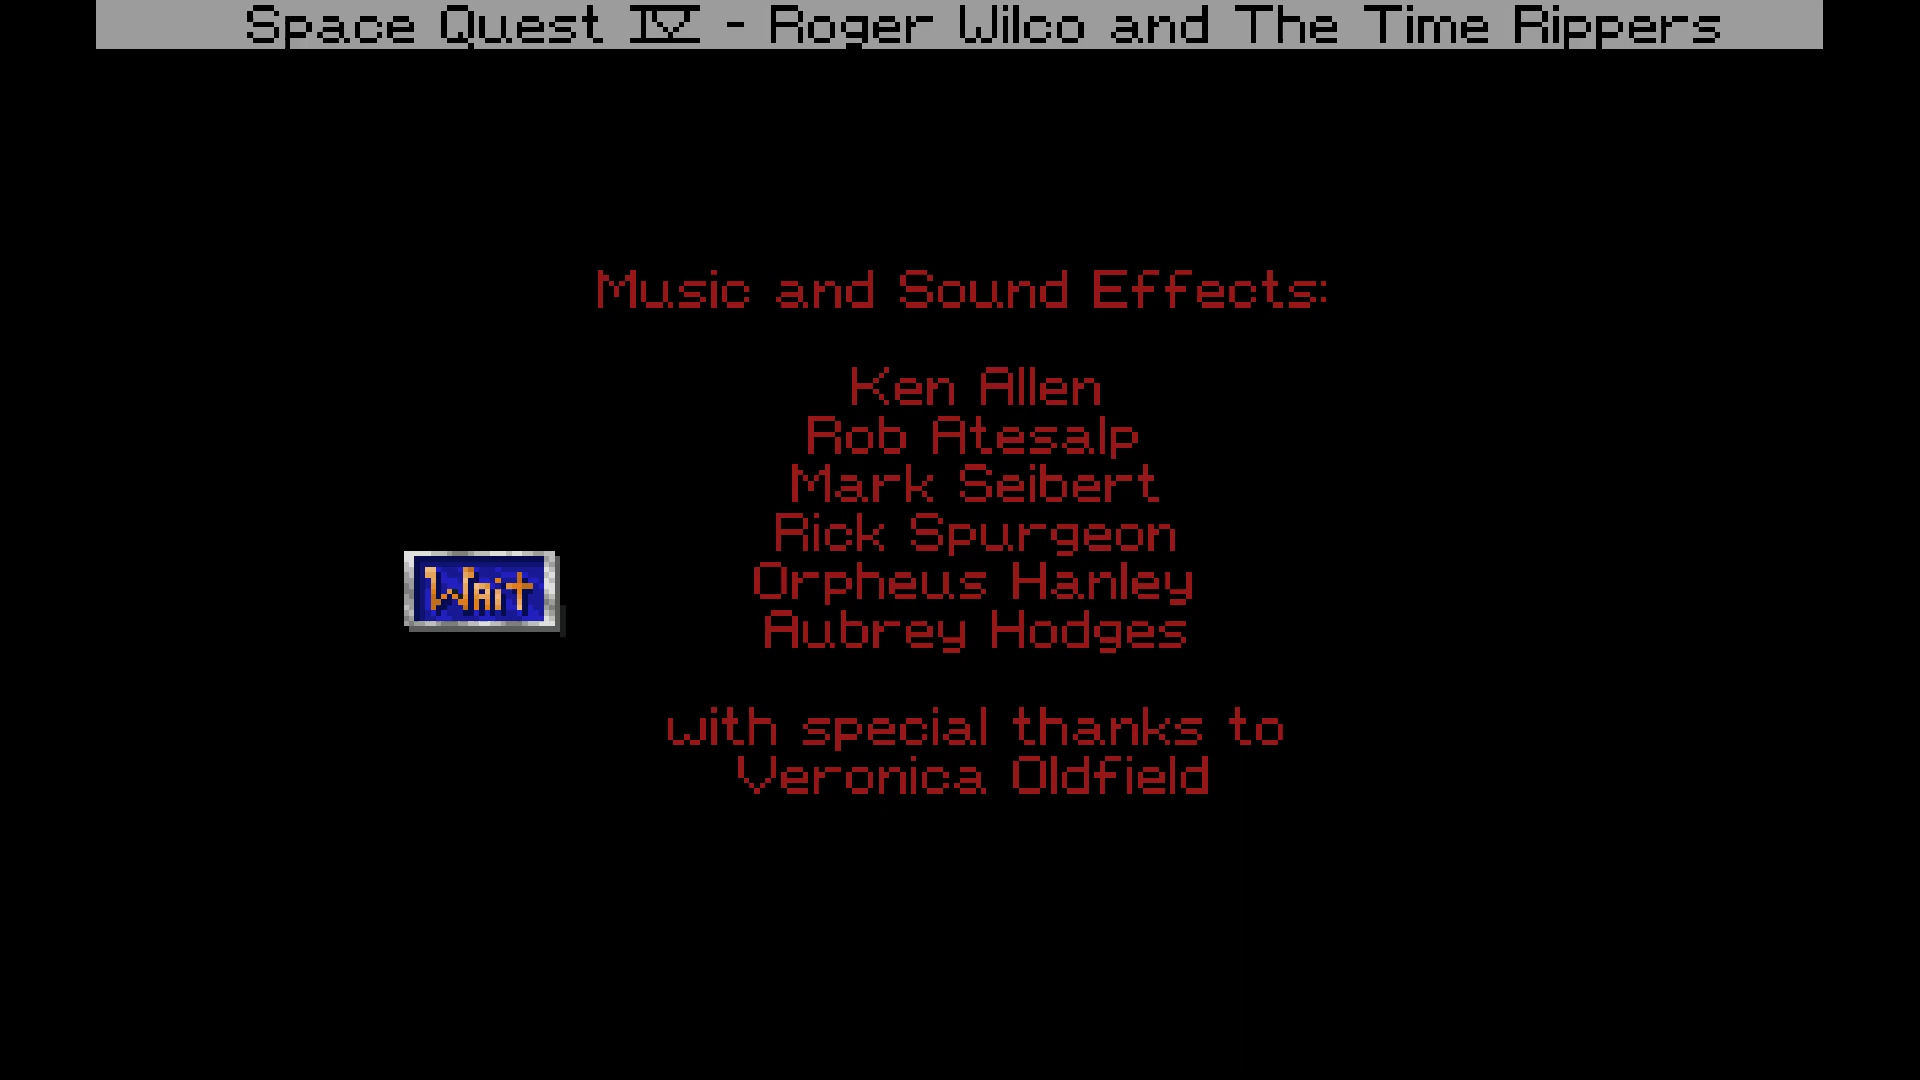 Space Quest IV - Roger Wilco and The Time Rippers
Music and Sound Effects:
Ken Allen
Rob Atesalp
Mark Seibert
Rick Spurgeon
Orpheus Hanley
Wait
Aubrey Hodges
with special thanks to
Veronica Oldfield